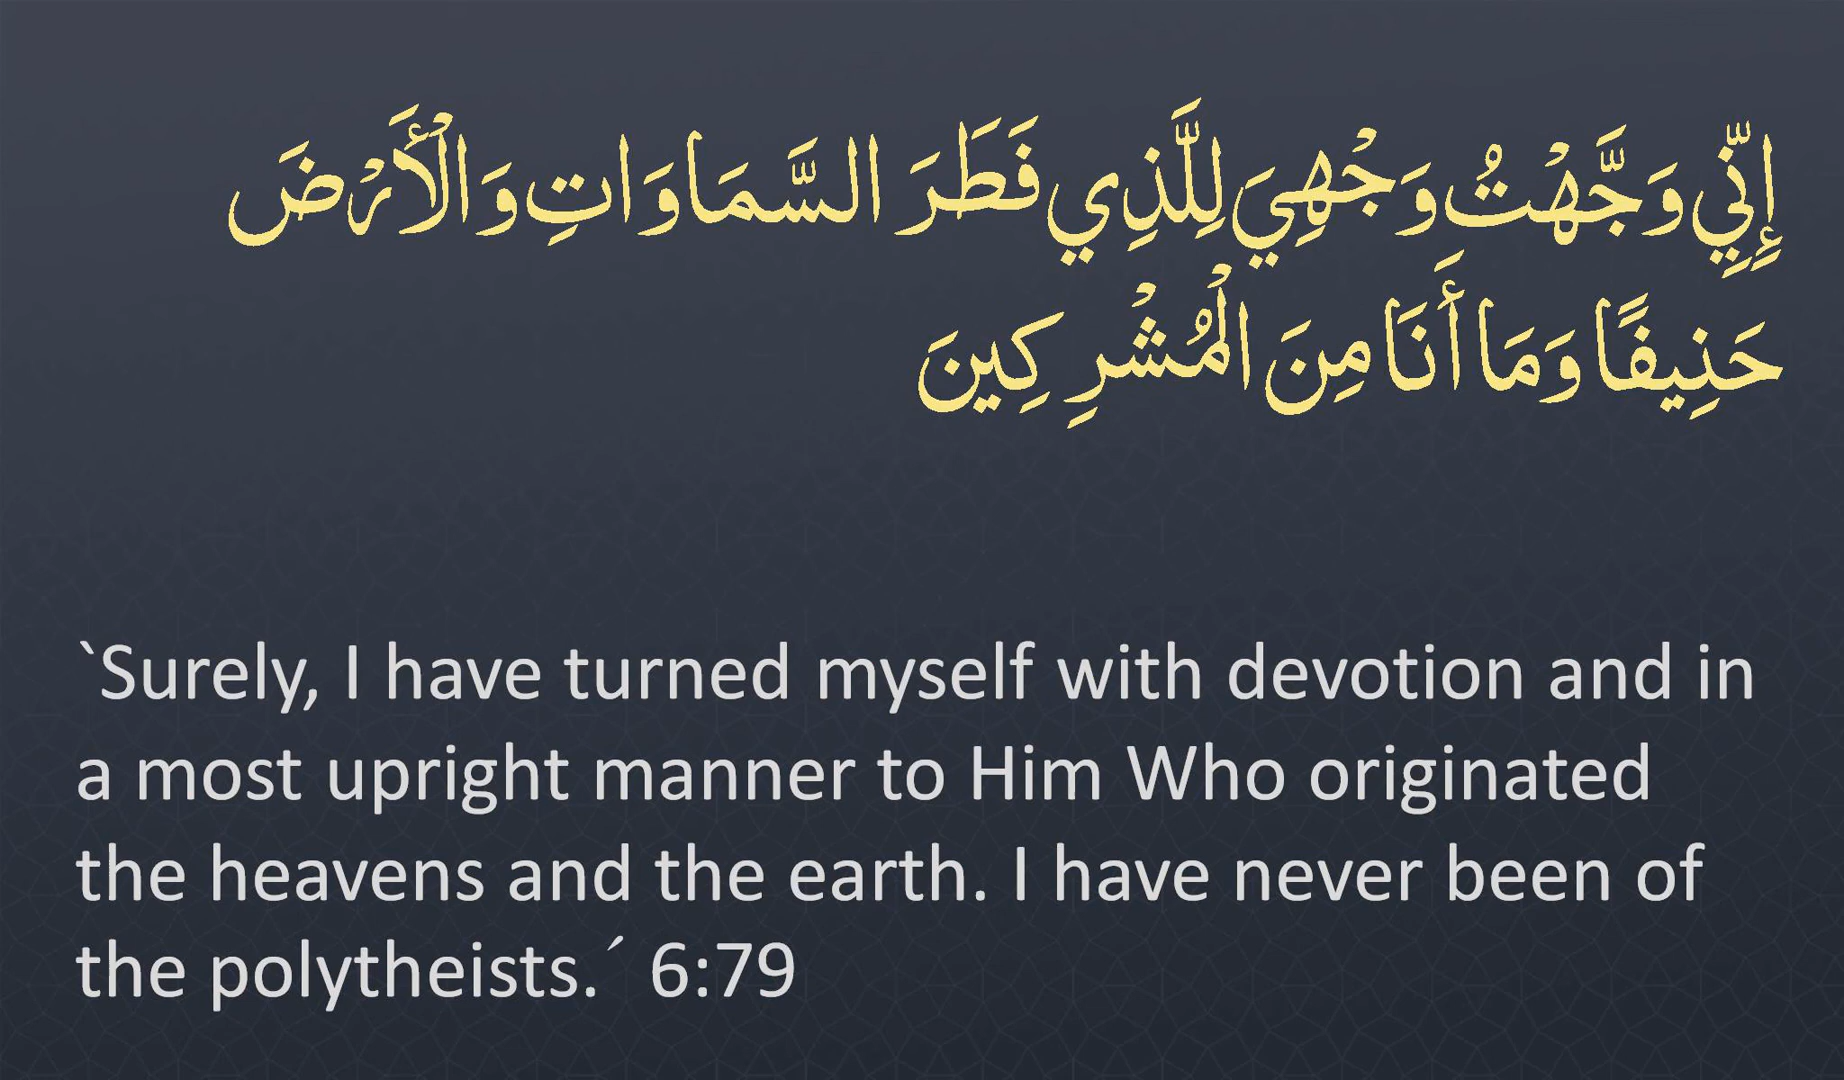 إِنِّي وَجَّهْتُ وَجْهِيَ لِلَّذِي فَطَرَ السَّمَاوَاتِ وَالْأَرْضَ
حَنِيفًا وَمَا أَنَا مِنَ الْمُشْرِكِينَ
`Surely, I have turned myself with devotion and in
a most upright manner to Him Who originated
the heavens and the earth. I have never been of
the polytheists.´ 6:79